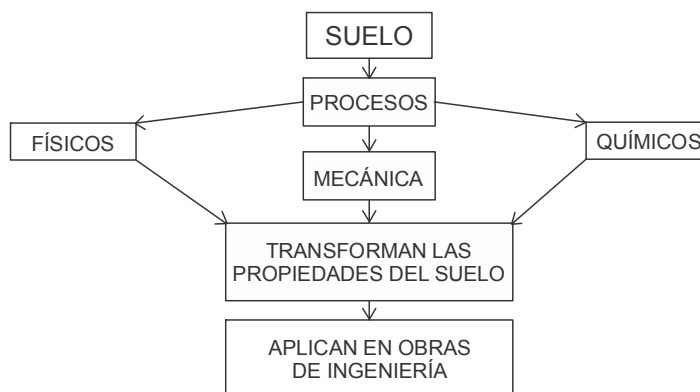 SUELO
PROCESOS
FÍSICOS
QUÍMICOS
MECÁNICA
TRANSFORMAN LAS
PROPIEDADES DEL SUELO
APLICAN EN OBRAS
DE INGENIERÍA